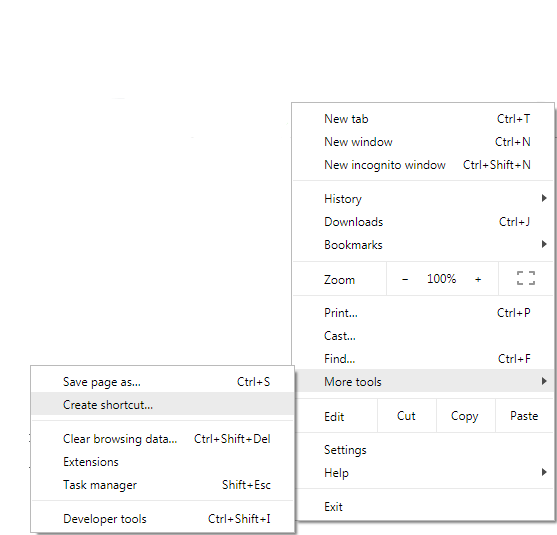 New tab Ctrl+T
New window Ctrl+N
New incognito window Ctrl+Shift+N
History
Downloads Ctrl+J
Bookmarks
Zoom − 100% +
Print... Ctrl+P
Cast...
Find... Ctrl+F
More tools
Edit Cut Copy Paste
Settings
Help
Exit
Save page as... Ctrl+S
Create shortcut...
Clear browsing data... Ctrl+Shift+Del
Extensions
Task manager Shift+Esc
Developer tools Ctrl+Shift+I